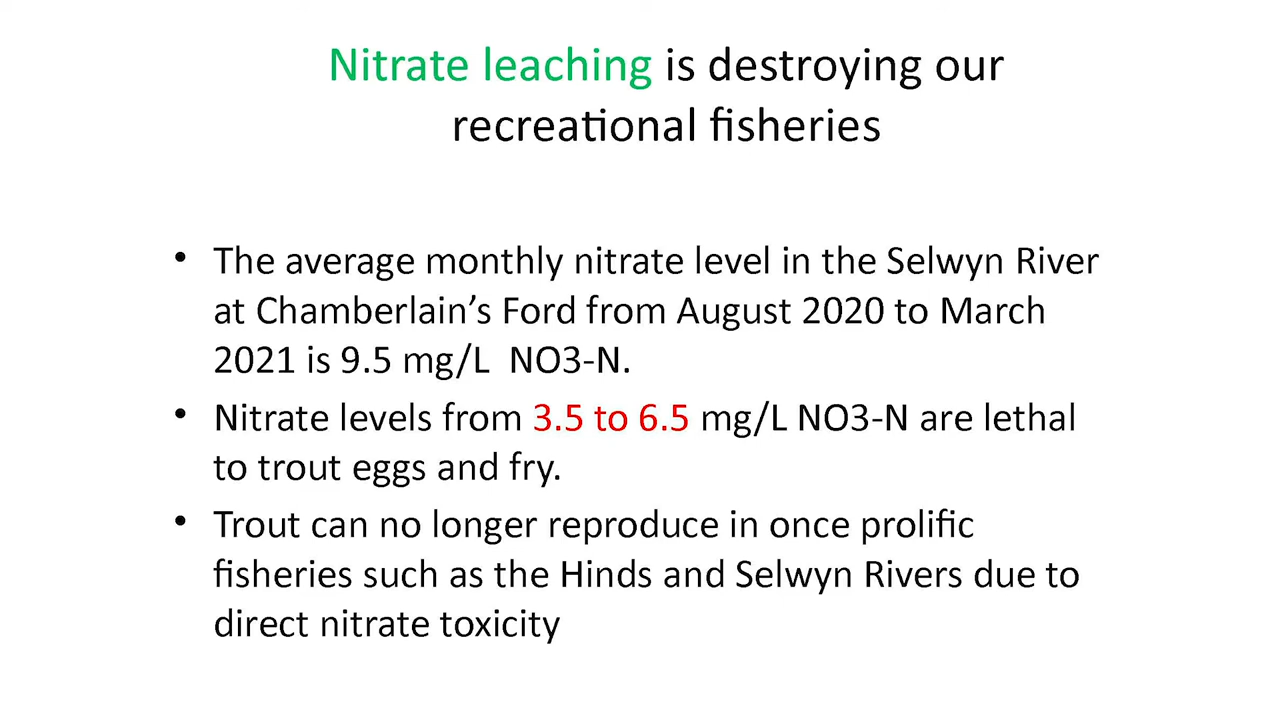 Nitrate leaching is destroying our
recreational fisheries
• The average monthly nitrate level in the Selwyn River
at Chamberlain’s Ford from August 2020 to March
2021 is 9.5 mg/L  NO3-N.
• Nitrate levels from 3.5 to 6.5 mg/L NO3-N are lethal
to trout eggs and fry.
• Trout can no longer reproduce in once prolific
fisheries such as the Hinds and Selwyn Rivers due to
direct nitrate toxicity